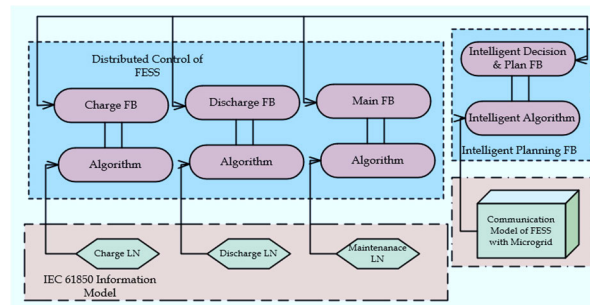 Distributed Control of
FESS
Charge FB
Discharge FB
Main FB
Algorithm
Algorithm
Algorithm
Intelligent Decision
& Plan FB
Intelligent Algorithm
Intelligent Planning FB
Charge LN
Discharge LN
Maintenanace
LN
IEC 61850 Information
Model
Communication
Model of FESS
with Microgrid